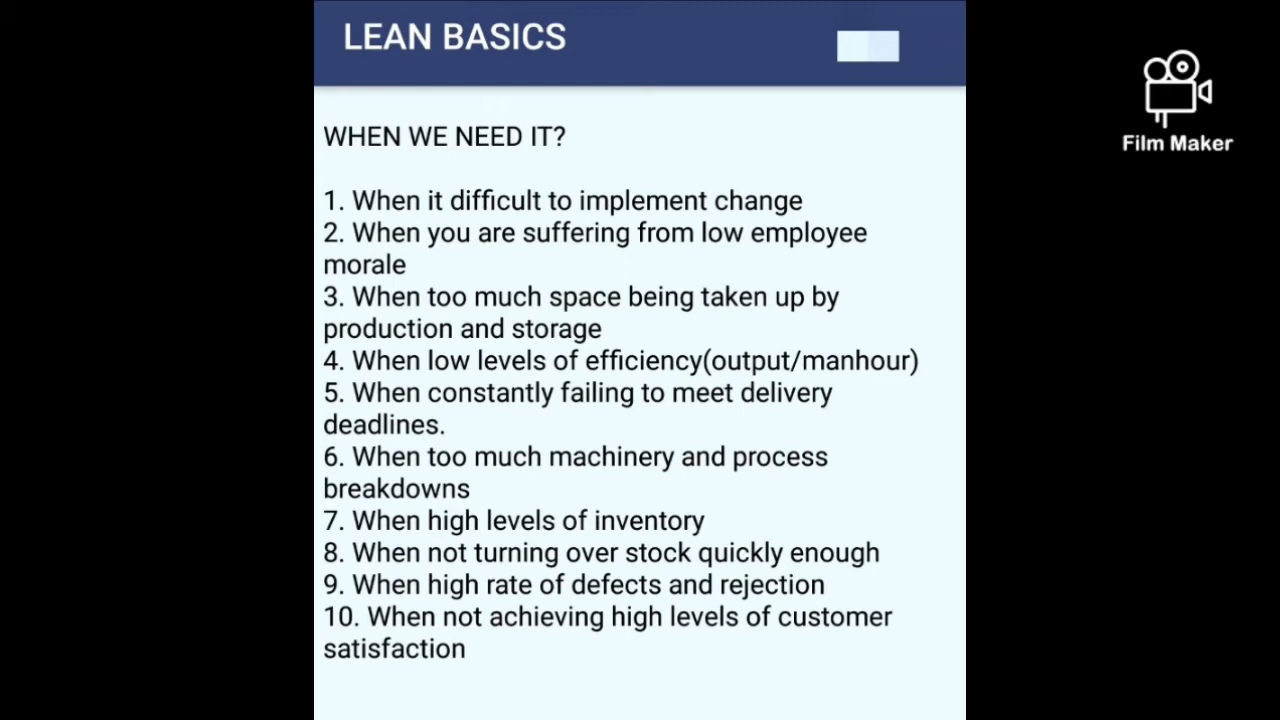 LEAN BASICS
Film Maker
WHEN WE NEED IT?
1. When it difficult to implement change
2. When you are suffering from low employee
morale
3. When too much space being taken up by
production and storage
4. When low levels of efficiency(output/manhour)
5. When constantly failing to meet delivery
deadlines.
6. When too much machinery and process
breakdowns
7. When high levels of inventory
8. When not turning over stock quickly enough
9. When high rate of defects and rejection
10. When not achieving high levels of customer
satisfaction